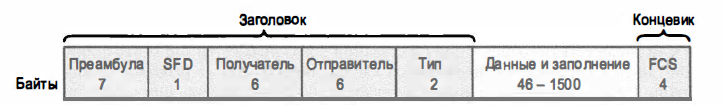 Заголовок Концевик
Преамбула SFD Получатель Отправитель Тип Данные и заполнение FCS
Байты 7 1 6 6 2 46 – 1500 4